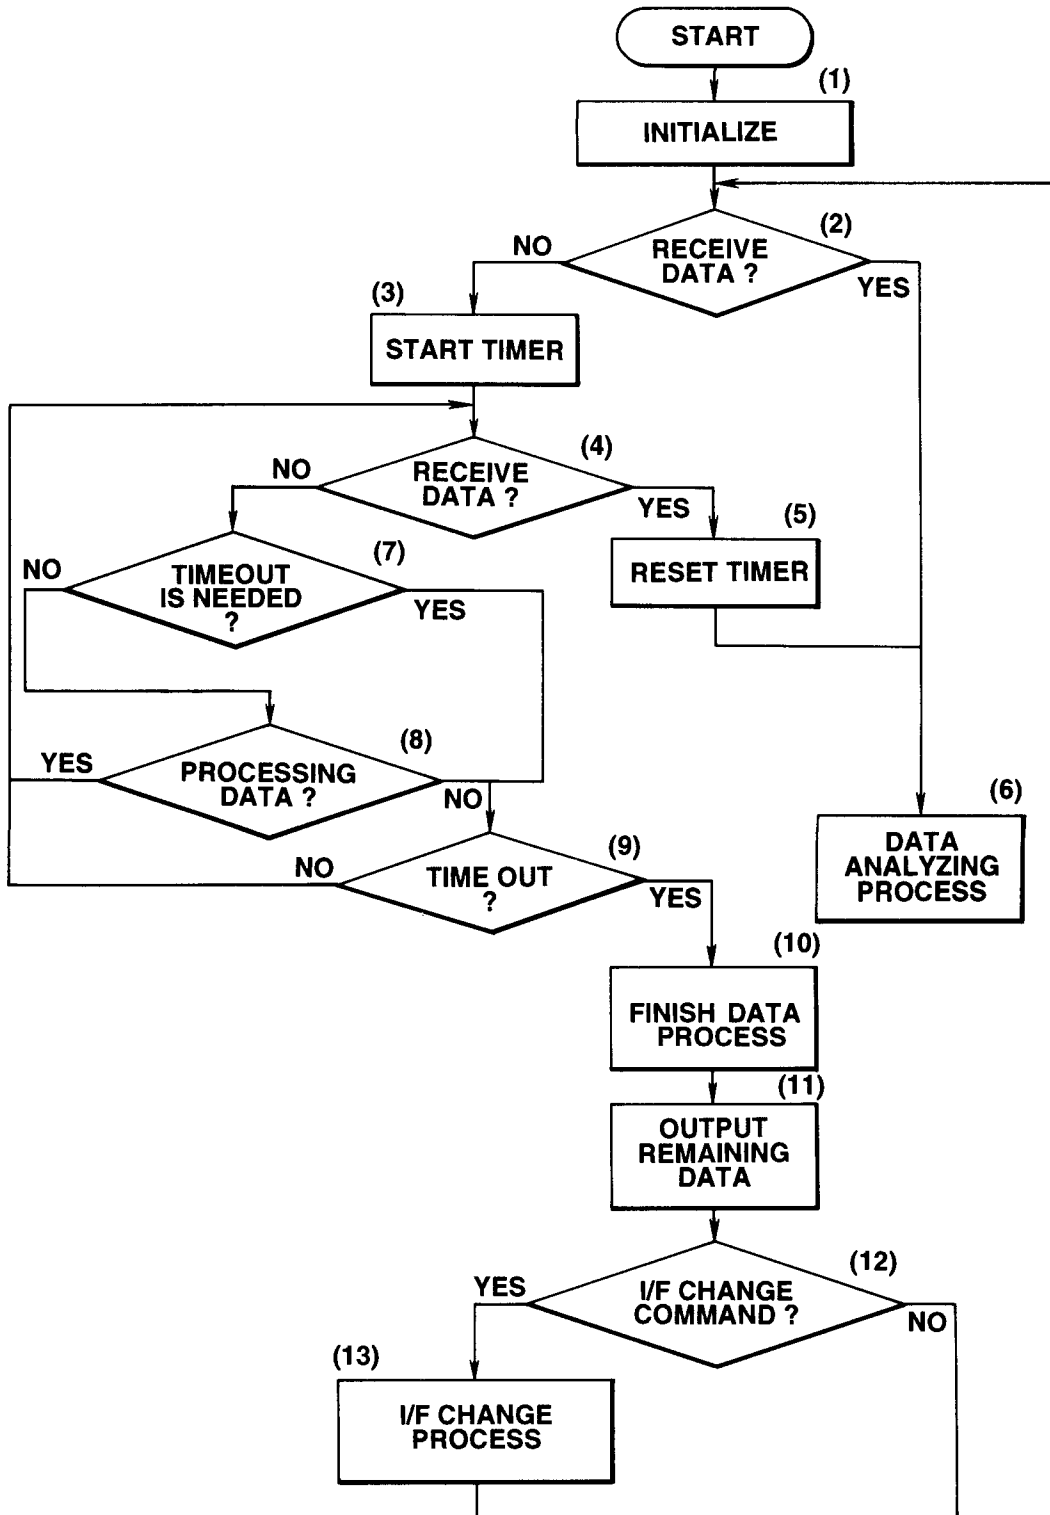 START
(1)
INITIALIZE
(2)
NO
RECEIVE
DATA ?
YES
(3)
START TIMER
(4)
NO
RECEIVE
DATA ?
YES
(5)
RESET TIMER
(7)
NO
TIMEOUT
IS NEEDED
?
YES
(8)
YES
PROCESSING
DATA ?
NO
(6)
DATA
ANALYZING
PROCESS
(9)
NO
TIME OUT
?
YES
(10)
FINISH DATA
PROCESS
(11)
OUTPUT
REMAINING
DATA
(12)
YES
I/F CHANGE
COMMAND ?
NO
(13)
I/F CHANGE
PROCESS